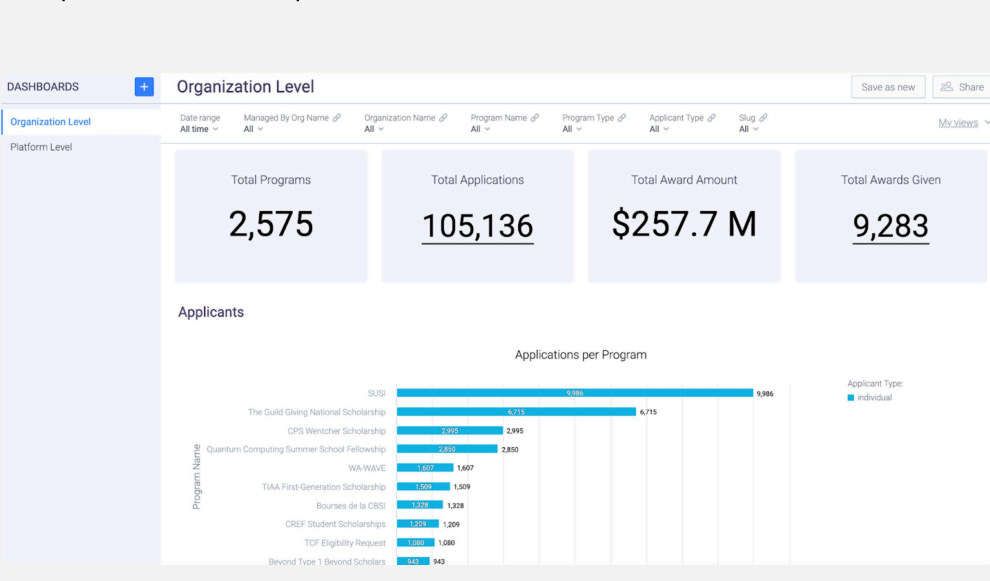 DASHBOARDS
+
Organization Level
Save as new
Share
Organization Level
Platform Level
Date range
All time
Managed By Org Name
All
Organization Name
All
Program Name
All
Program Type
All
Applicant Type
All
Slug
All
My views
Total Programs
2,575
Total Applications
105,136
Total Award Amount
$257.7 M
Total Awards Given
9,283
Applicants
Applications per Program
Applicant Type:
individual
Program Name
SUSI 9,986 9,986
The Guild Giving National Scholarship 6,715 6,715
CPS Wentcher Scholarship 2,995 2,995
Quantum Computing Summer School Fellowship 2,850 2,850
WA-WAVE 1,607 1,607
TIAA First-Generation Scholarship 1,509 1,509
Bourses de la CBSI 1,328 1,328
CREF Student Scholarships 1,209 1,209
TCF Eligibility Request 1,080 1,080
Beyond Type 1 Beyond Scholars 943 943